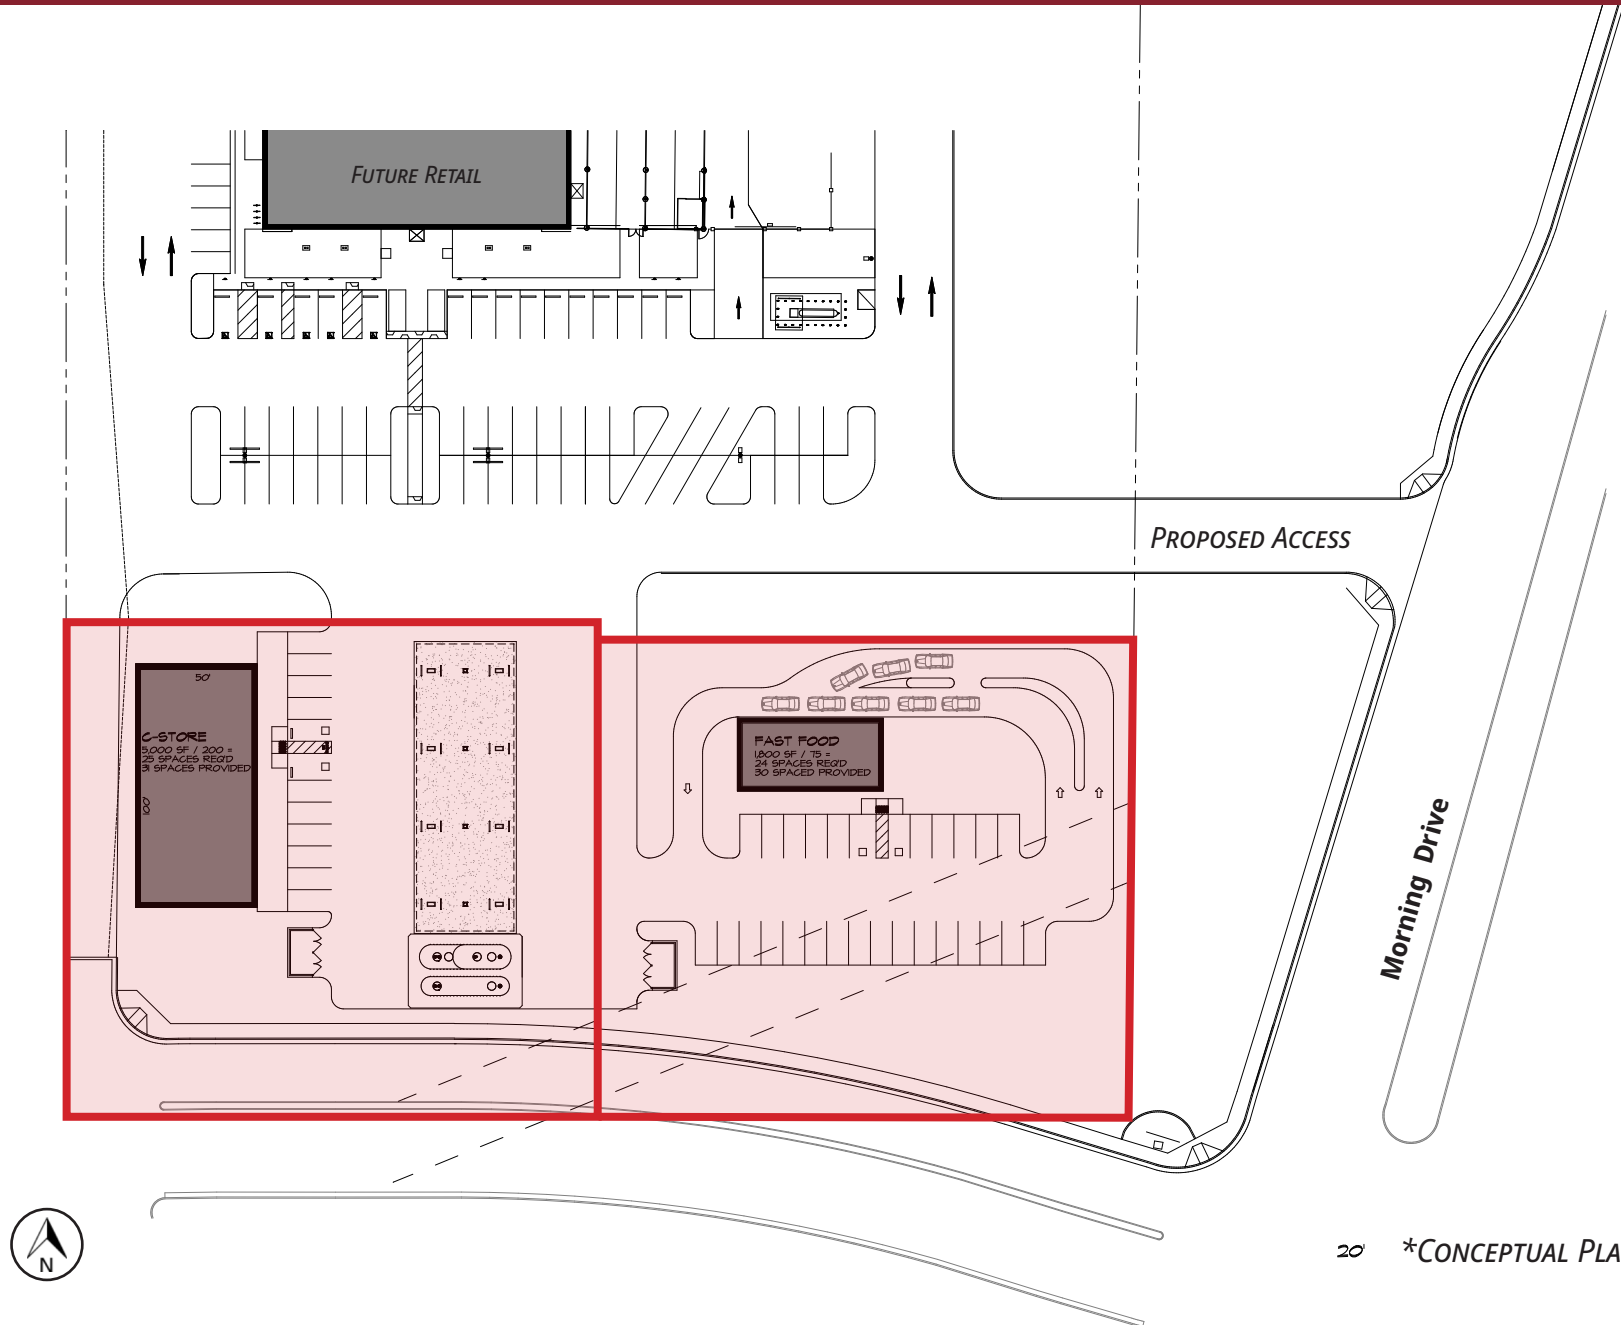 FUTURE RETAIL
PROPOSED ACCESS
50'
C-STORE
5,000 SF / 200 =
25 SPACES REQ'D
31 SPACES PROVIDED
100'
FAST FOOD
1,800 SF / 75 =
24 SPACES REQ'D
30 SPACED PROVIDED
Morning Drive
N
20'
*CONCEPTUAL PLA